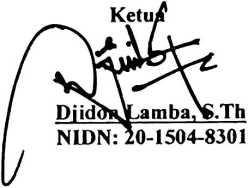 Ketua
Djidon Lamba, S.Th
NIDN: 20-1504-8301